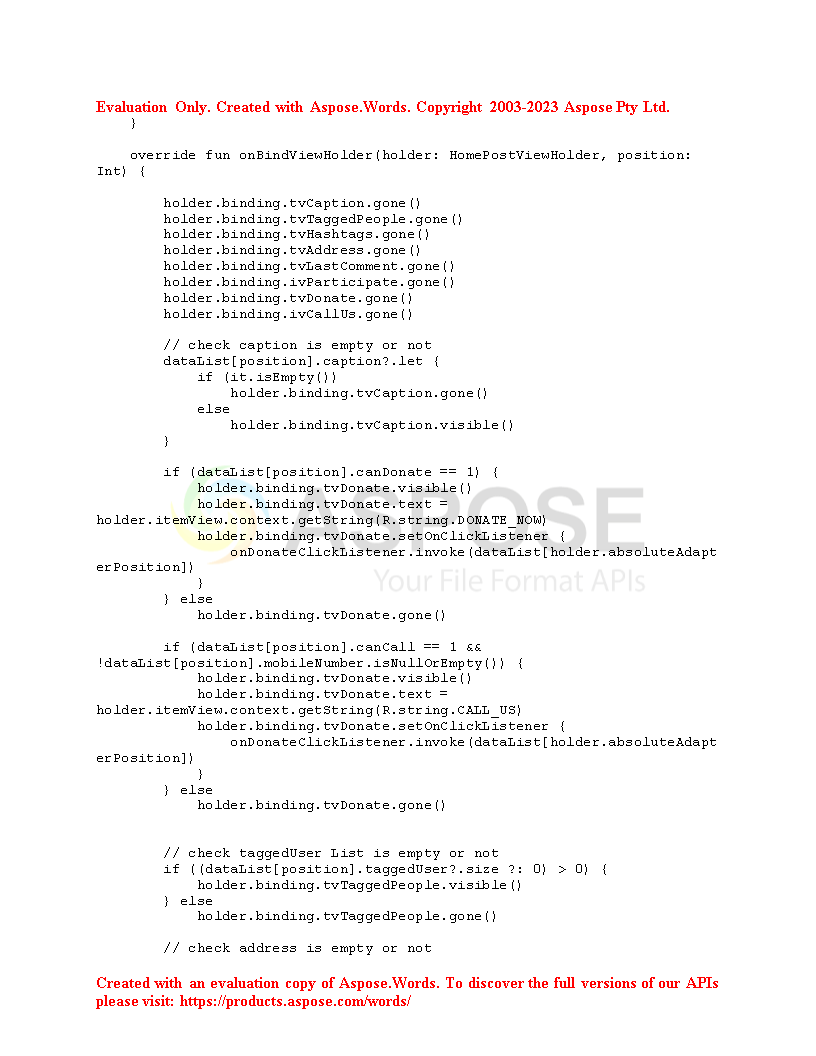 Evaluation Only. Created with Aspose.Words. Copyright 2003-2023 Aspose Pty Ltd.
    }

    override fun onBindViewHolder(holder: HomePostViewHolder, position:
Int) {

        holder.binding.tvCaption.gone()
        holder.binding.tvTaggedPeople.gone()
        holder.binding.tvHashtags.gone()
        holder.binding.tvAddress.gone()
        holder.binding.tvLastComment.gone()
        holder.binding.ivParticipate.gone()
        holder.binding.tvDonate.gone()
        holder.binding.ivCallUs.gone()

        // check caption is empty or not
        dataList[position].caption?.let {
            if (it.isEmpty())
                holder.binding.tvCaption.gone()
            else
                holder.binding.tvCaption.visible()
        }

        if (dataList[position].canDonate == 1) {
            holder.binding.tvDonate.visible()
            holder.binding.tvDonate.text =
holder.itemView.context.getString(R.string.DONATE_NOW)
            holder.binding.tvDonate.setOnClickListener {
                onDonateClickListener.invoke(dataList[holder.absoluteAdapt
erPosition])
            }
        } else
            holder.binding.tvDonate.gone()

        if (dataList[position].canCall == 1 &&
!dataList[position].mobileNumber.isNullOrEmpty()) {
            holder.binding.tvDonate.visible()
            holder.binding.tvDonate.text =
holder.itemView.context.getString(R.string.CALL_US)
            holder.binding.tvDonate.setOnClickListener {
                onDonateClickListener.invoke(dataList[holder.absoluteAdapt
erPosition])
            }
        } else
            holder.binding.tvDonate.gone()


        // check taggedUser List is empty or not
        if ((dataList[position].taggedUser?.size ?: 0) > 0) {
            holder.binding.tvTaggedPeople.visible()
        } else
            holder.binding.tvTaggedPeople.gone()

        // check address is empty or not

ASPOSE
Your File Format APIs
Created with an evaluation copy of Aspose.Words. To discover the full versions of our APIs
please visit: https://products.aspose.com/words/